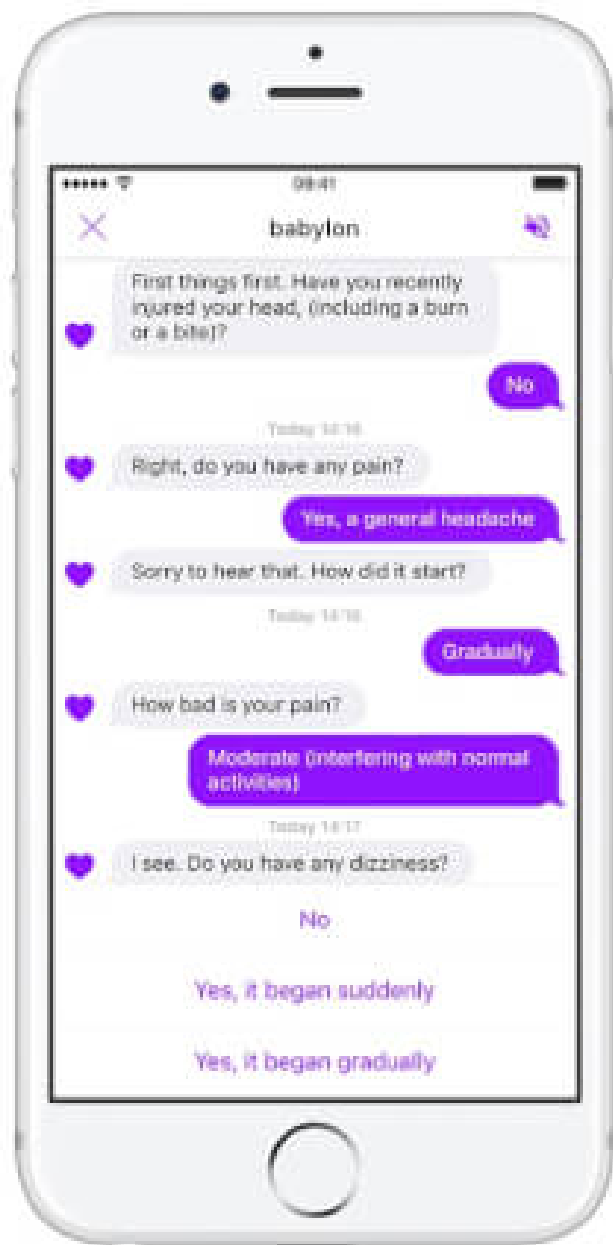 09:41
babylon
First things first. Have you recently
injured your head, (including a burn
or a bite)?
No
Today 14:16
Right, do you have any pain?
Yes, a general headache
Sorry to hear that. How did it start?
Today 14:16
Gradually
How bad is your pain?
Moderate (interfering with normal
activities)
Today 14:17
I see. Do you have any dizziness?
No
Yes, it began suddenly
Yes, it began gradually